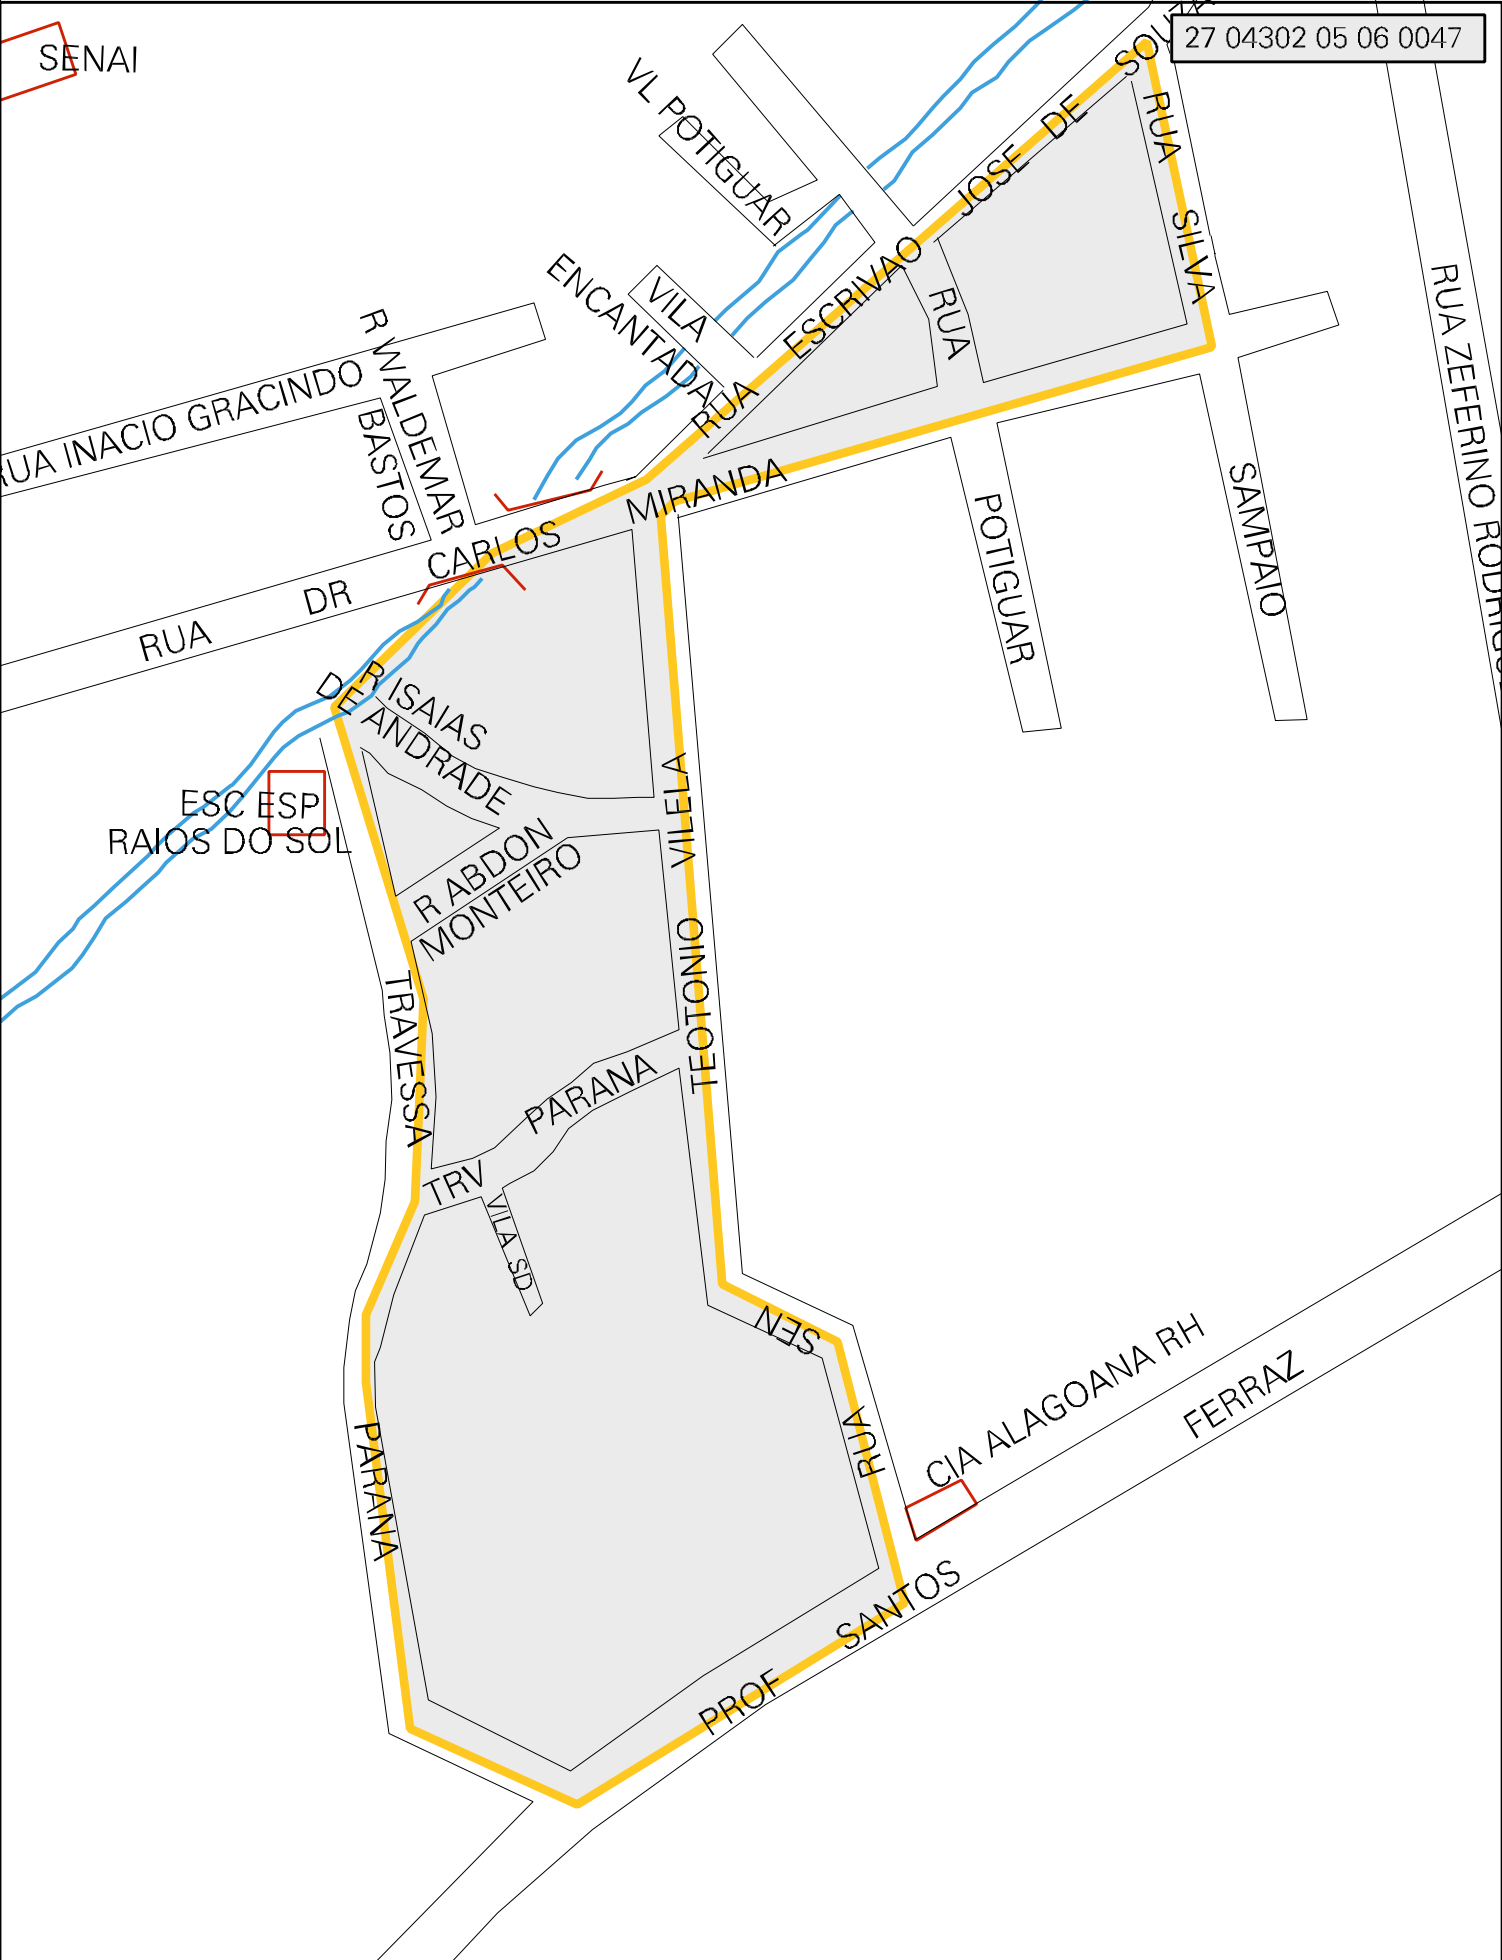 27 04302 05 06 0047
SENAI
VL POTIGUAR
RUA ESCRIVAO JOSE DE SOUZA
RUA SILVA SAMPAIO
RUA ZEFERINO RODRIGUES
VILA
ENCANTADA
RUA POTIGUAR
R WALDEMAR
BASTOS
RUA INACIO GRACINDO
RUA DR CARLOS MIRANDA
R ISAIAS
DE ANDRADE
ESC ESP
RAIOS DO SOL
R ABDON
MONTEIRO
RUA SEN TEOTONIO VILELA
TRAVESSA PARANA
TRV PARANA
VILA SD
CIA ALAGOANA RH
PROF SANTOS FERRAZ